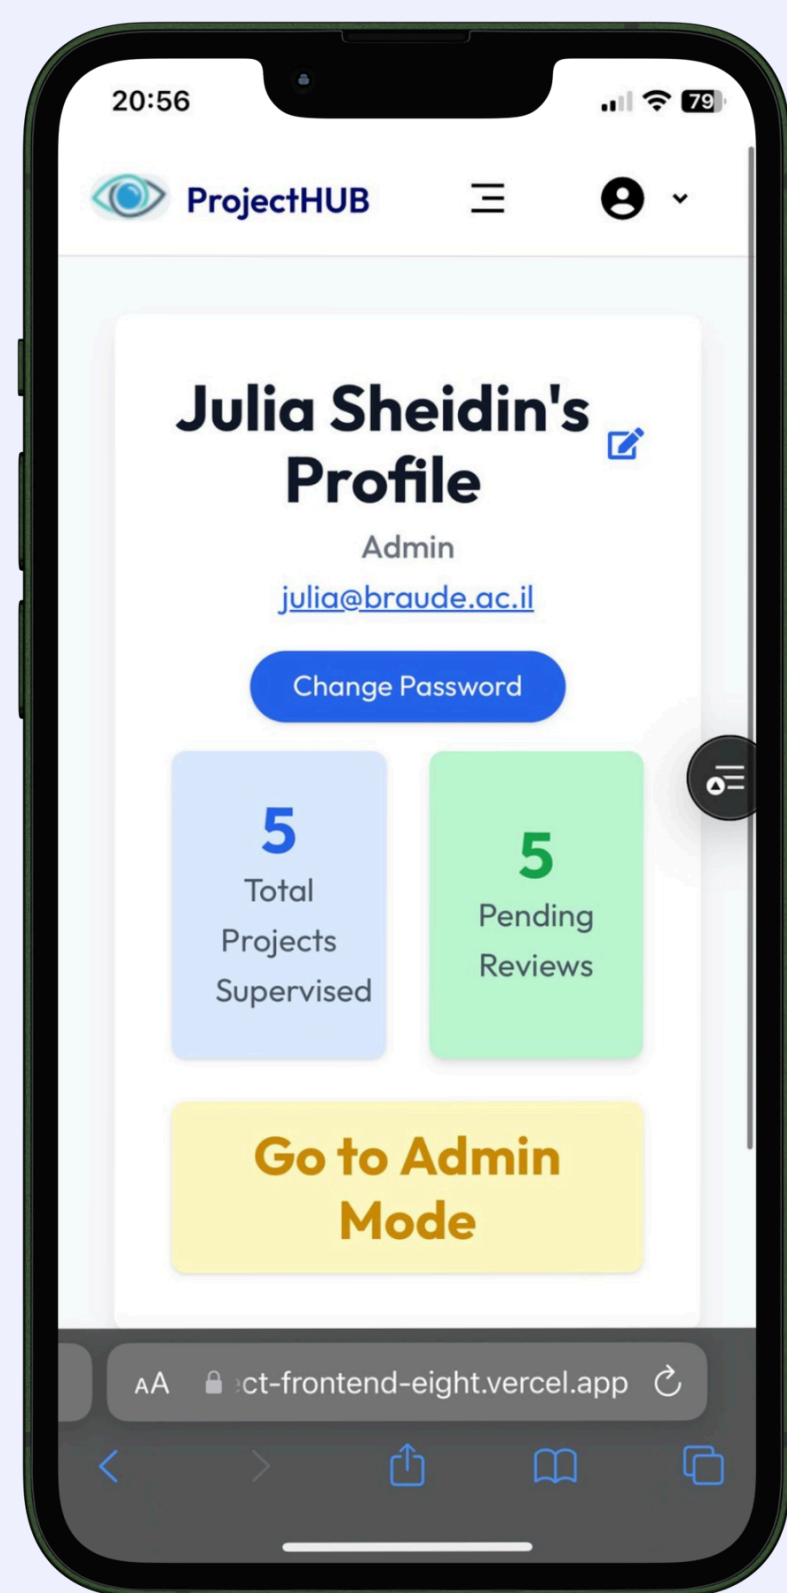 20:56
79
ProjectHUB
Julia Sheidin's
Profile
Admin
julia@braude.ac.il
Change Password
5
Total
Projects
Supervised
5
Pending
Reviews
Go to Admin
Mode
AA
ct-frontend-eight.vercel.app